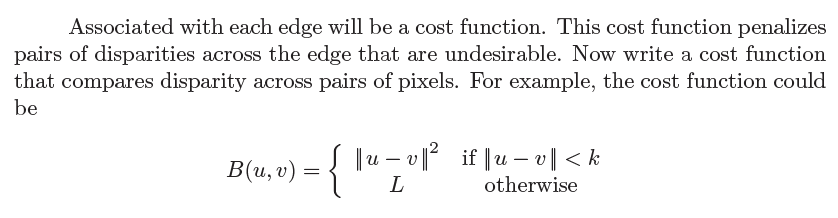 Associated with each edge will be a cost function. This cost function penalizes
pairs of disparities across the edge that are undesirable. Now write a cost function
that compares disparity across pairs of pixels. For example, the cost function could
be
B(u, v) = { ‖u − v‖² if ‖u − v‖ < k
L otherwise